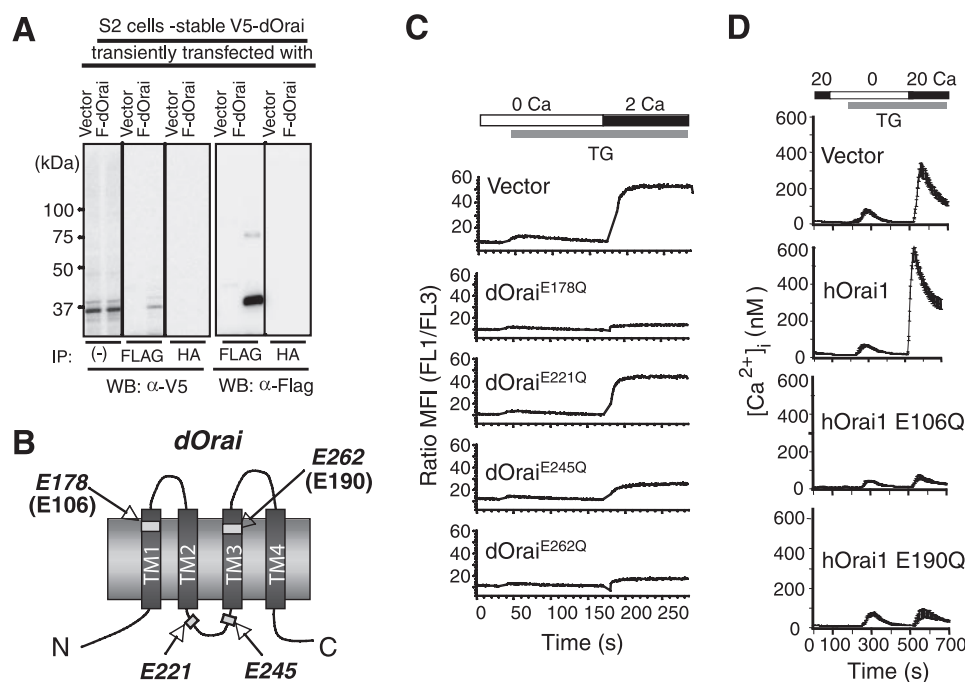 A
S2 cells -stable V5-dOrai
transiently transfected with
Vector
F-dOrai
Vector
F-dOrai
Vector
F-dOrai
Vector
F-dOrai
Vector
F-dOrai
(kDa)
100
75
50
37
IP: (-) FLAG HA FLAG HA
WB: α-V5 WB: α-Flag
B
dOrai
E178
(E106)
E262
(E190)
TM1
TM2
TM3
TM4
N
C
E221
E245
C
0 Ca 2 Ca
TG
Ratio MFI (FL1/FL3)
Vector
60
40
20
dOrai^E178Q
60
40
20
dOrai^E221Q
60
40
20
dOrai^E245Q
60
40
20
dOrai^E262Q
60
40
20
0 50 100 150 200 250
Time (s)
D
20 0 20 Ca
TG
[Ca 2+]i (nM)
Vector
600
400
200
0
hOrai1
600
400
200
0
hOrai1 E106Q
600
400
200
0
hOrai1 E190Q
600
400
200
0
0 100 300 500 700
Time (s)